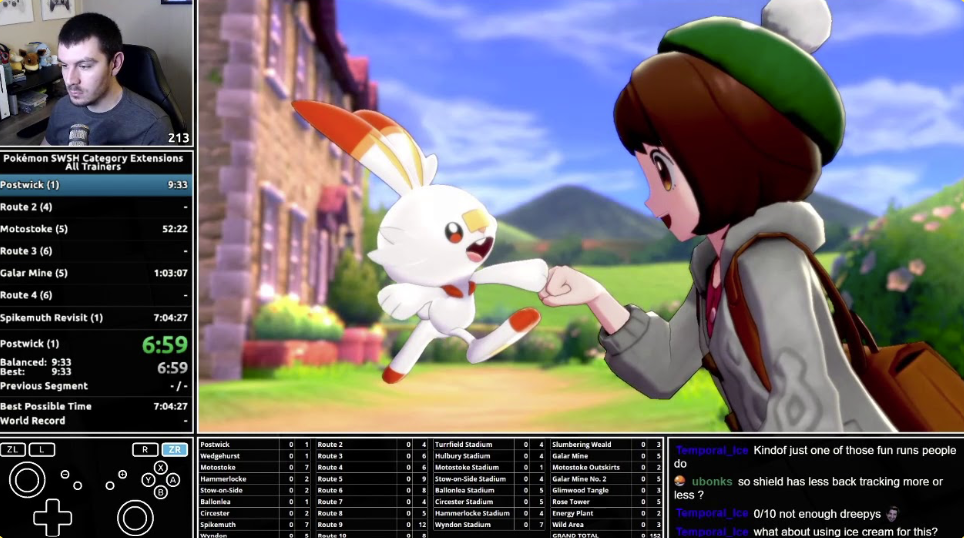 213
Pokémon SWSH Category Extensions
All Trainers
Postwick (1) 9:33
Route 2 (4) -
Motostoke (5) 52:22
Route 3 (6) -
Galar Mine (5) 1:03:07
Route 4 (6) -
Spikemuth Revisit (1) 7:04:27
Postwick (1) 6:59
Balanced: 9:33
Best: 9:33 6:59
Previous Segment - / -
Best Possible Time 7:04:27
World Record -
ZL L R ZR
X
Y A
B
Postwick 0 1 Route 2 0 4 Turrfield Stadium 0 4 Slumbering Weald 0 3
Wedgehurst 0 1 Route 3 0 6 Hulbury Stadium 0 4 Galar Mine 0 5
Motostoke 0 7 Route 4 0 6 Motostoke Stadium 0 1 Motostoke Outskirts 0 2
Hammerlocke 0 2 Route 5 0 9 Stow-on-Side Stadium 0 4 Galar Mine No. 2 0 5
Stow-on-Side 0 2 Route 6 0 8 Ballonlea Stadium 0 5 Glimwood Tangle 0 3
Ballonlea 0 1 Route 7 0 4 Circester Stadium 0 5 Rose Tower 0 5
Circester 0 2 Route 8 0 5 Hammerlocke Stadium 0 4 Energy Plant 0 2
Spikemuth 0 7 Route 9 0 12 Wyndon Stadium 0 7 Wild Area 0 3
Wyndon 0 5 Route 10 0 8 GRAND TOTAL 0 152
Temporal_Ice Kindof just one of those fun runs people
do
ubonks so shield has less back tracking more or
less ?
Temporal_Ice 0/10 not enough dreepys
Temporal_Ice what about using ice cream for this?